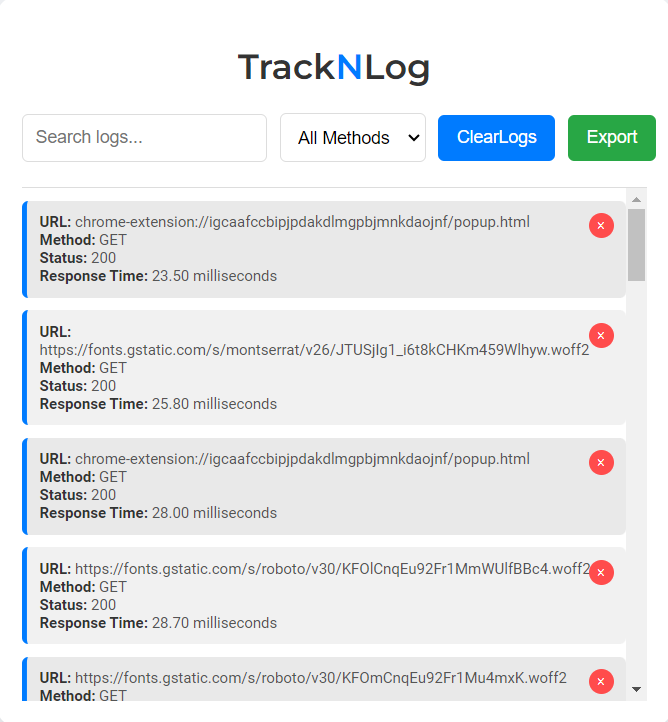 TrackNLog
Search logs...
All Methods
ClearLogs
Export
URL: chrome-extension://igcaafccbipjpdakdlmgpbjmnkdaojnf/popup.html
Method: GET
Status: 200
Response Time: 23.50 milliseconds
×
URL:
https://fonts.gstatic.com/s/montserrat/v26/JTUSjIg1_i6t8kCHKm459Wlhyw.woff2
Method: GET
Status: 200
Response Time: 25.80 milliseconds
×
URL: chrome-extension://igcaafccbipjpdakdlmgpbjmnkdaojnf/popup.html
Method: GET
Status: 200
Response Time: 28.00 milliseconds
×
URL: https://fonts.gstatic.com/s/roboto/v30/KFOlCnqEu92Fr1MmWUlfBBc4.woff2
Method: GET
Status: 200
Response Time: 28.70 milliseconds
×
URL: https://fonts.gstatic.com/s/roboto/v30/KFOmCnqEu92Fr1Mu4mxK.woff2
Method: GET
×